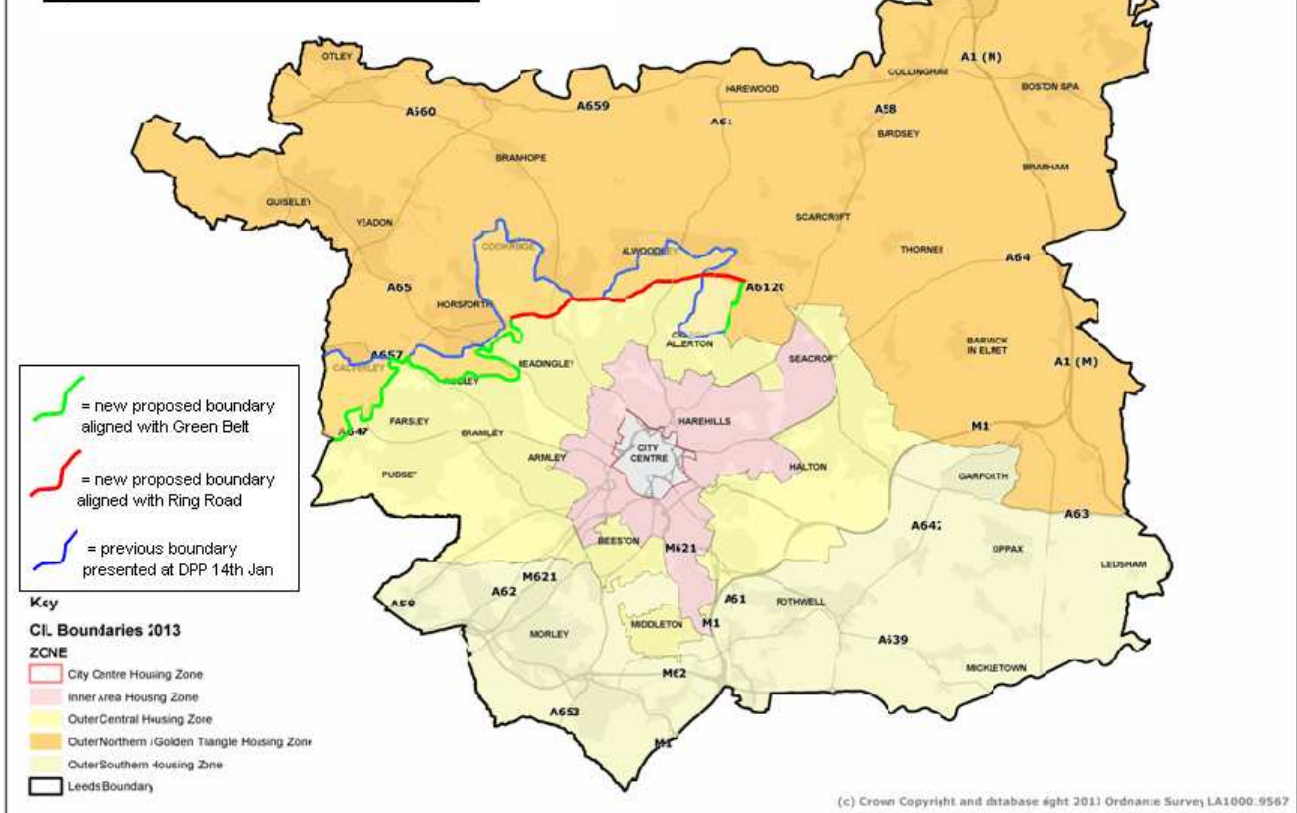 OTLEY
A1 (M)
COLLINGHAM
BOSTON SPA
HAREWOOD
A660
A659
A61
A58
BARDSEY
BRAMHOPE
BRAMHAM
GUISELEY
YEADON
SCARCROFT
COOKRIDGE
ALWOODLEY
THORNER
A64
A65
A6120
HORSFORTH
ALLERTON
BARWICK
IN ELMET
A657
SEACROFT
A1 (M)
CALVERLEY
HEADINGLEY
RODLEY
= new proposed boundary
aligned with Green Belt
A647
FARSLEY
BRAMLEY
HAREHILLS
M1
CITY
CENTRE
ARMLEY
HALTON
PUDSEY
GARFORTH
= new proposed boundary
aligned with Ring Road
A63
A642
BEESTON
M621
KIPPAX
LEDSHAM
= previous boundary
presented at DPP 14th Jan
M621
A62
A58
A61
ROTHWELL
MIDDLETON
M1
MORLEY
A639
MICKLETOWN
M62
A653
M1
Key
CIL Boundaries 2013
ZONE
City Centre Housing Zone
Inner Area Housing Zone
Outer Central Housing Zone
Outer Northern / Golden Triangle Housing Zone
Outer Southern Housing Zone
Leeds Boundary
(c) Crown Copyright and database right 2013 Ordnance Survey LA100019567